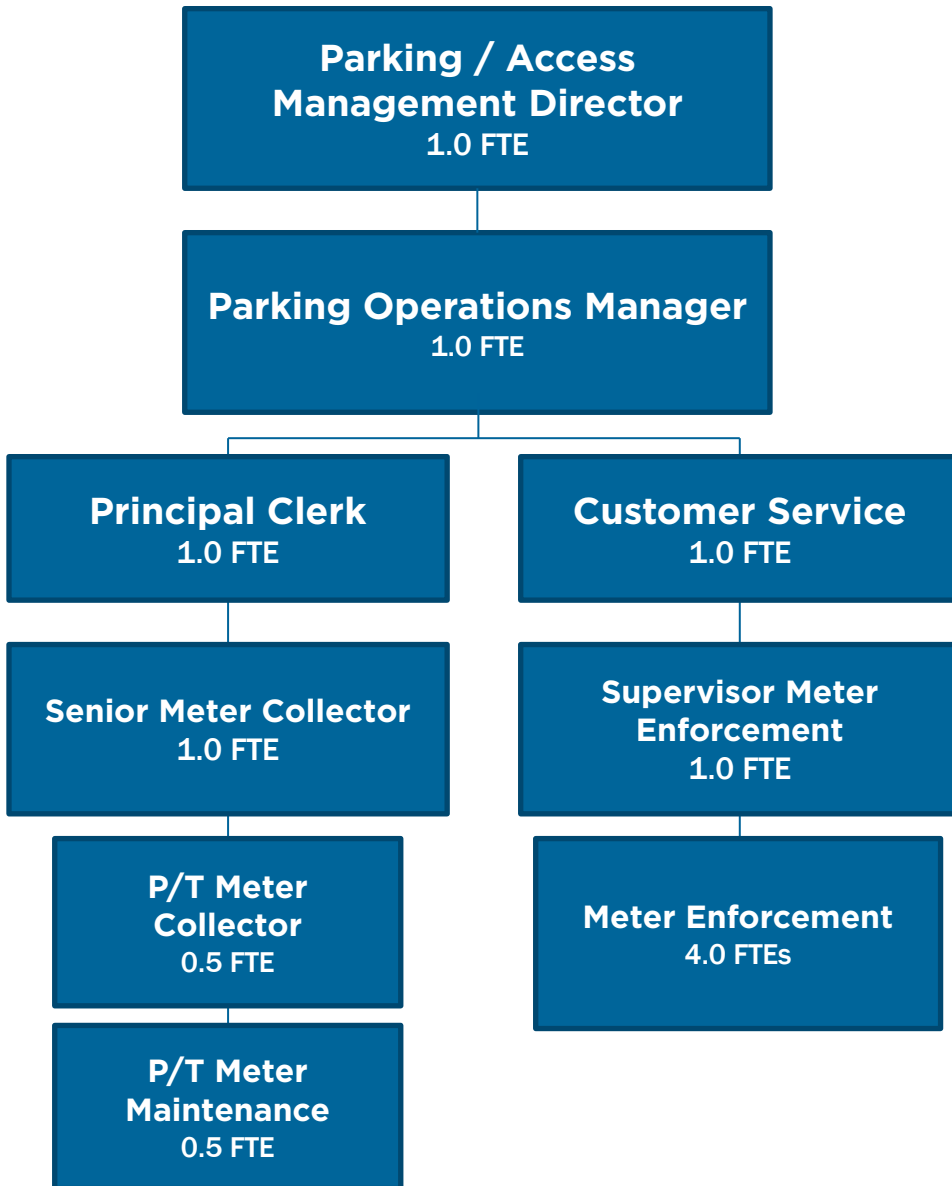 Parking / Access
Management Director
1.0 FTE
Parking Operations Manager
1.0 FTE
Principal Clerk
1.0 FTE
Customer Service
1.0 FTE
Senior Meter Collector
1.0 FTE
Supervisor Meter
Enforcement
1.0 FTE
P/T Meter
Collector
0.5 FTE
Meter Enforcement
4.0 FTEs
P/T Meter
Maintenance
0.5 FTE